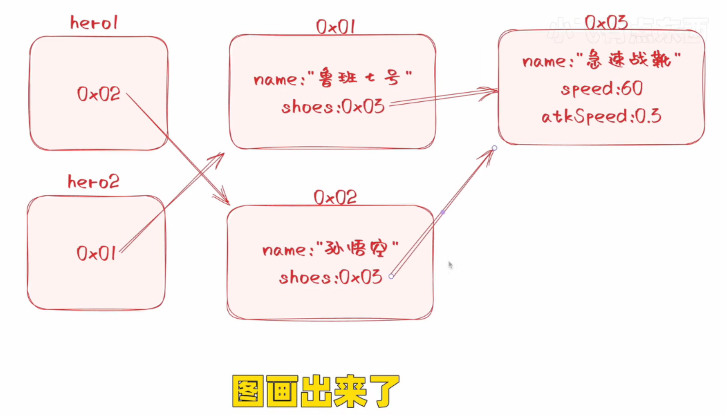 hero1
0x02
hero2
0x01
0x01
name:"鲁班七号"
shoes:0x03
0x02
name:"孙悟空"
shoes:0x03
0x03
name:"急速战靴"
speed:60
atkSpeed:0.3
图画出来了